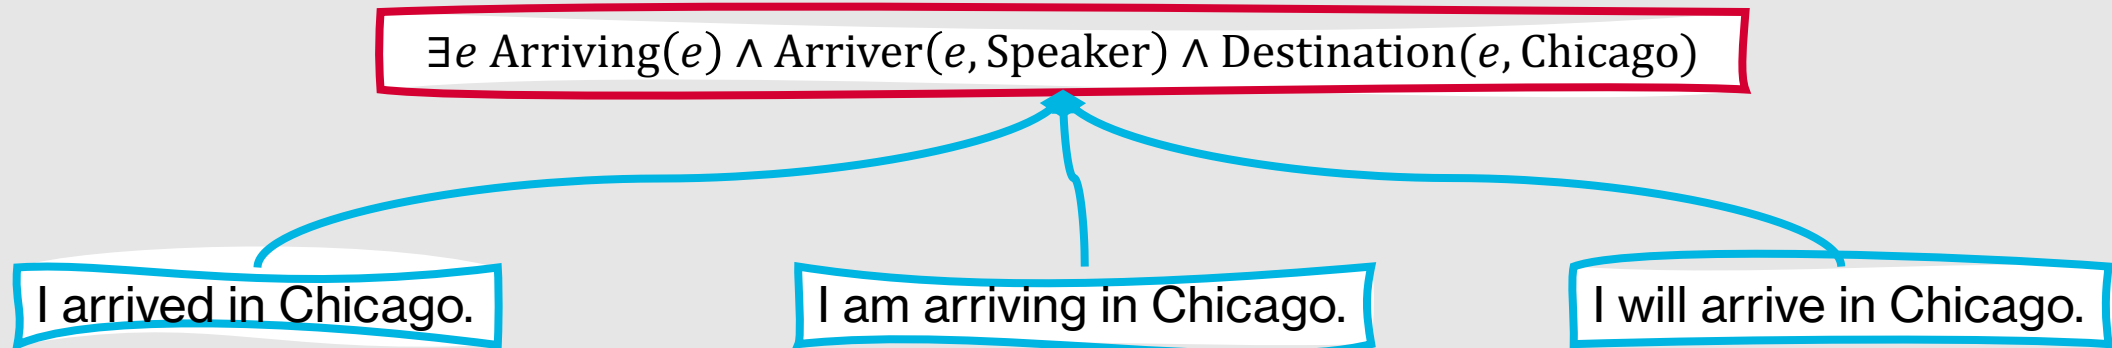 ∃e Arriving(e) ∧ Arriver(e, Speaker) ∧ Destination(e, Chicago)
I arrived in Chicago.
I am arriving in Chicago.
I will arrive in Chicago.